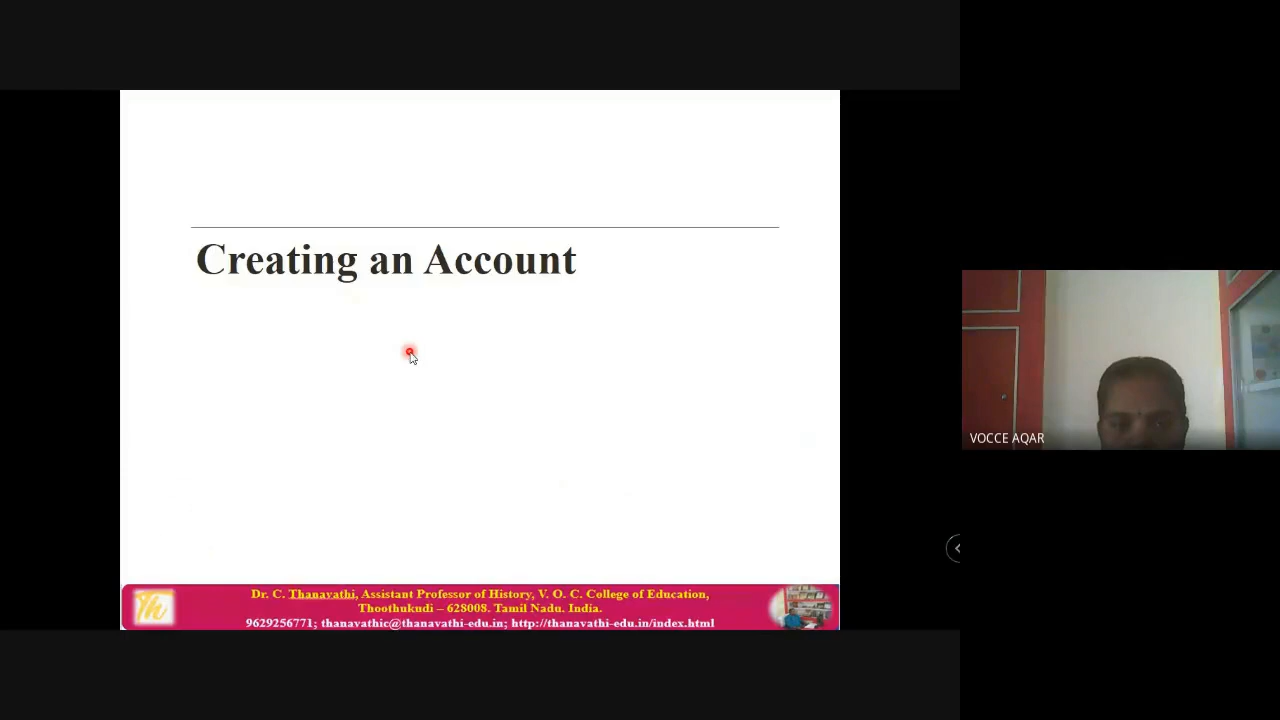 Creating an Account
Th
Dr. C. Thanavathi, Assistant Professor of History, V. O. C. College of Education,
Thoothukudi – 628008. Tamil Nadu. India.
9629256771; thanavathic@thanavathi-edu.in; http://thanavathi-edu.in/index.html
VOCCE AQAR